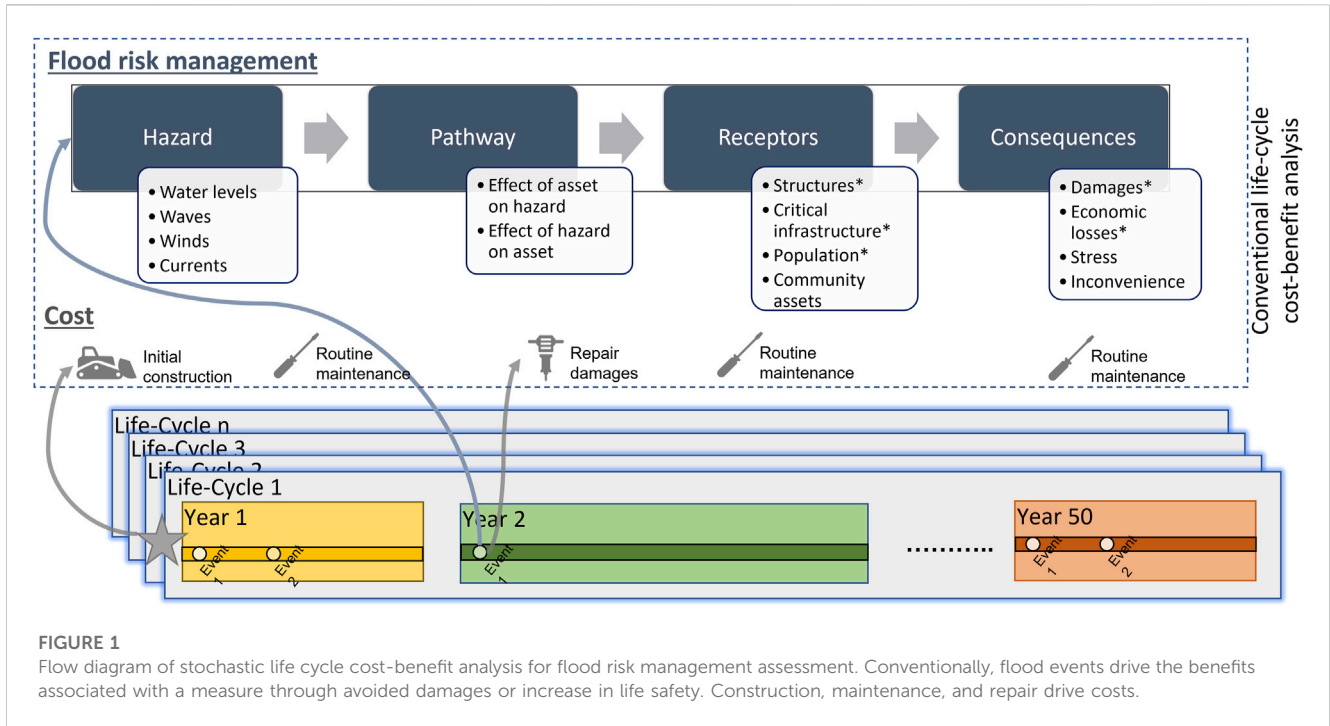 Flood risk management
Hazard
Pathway
Receptors
Consequences
• Water levels
• Waves
• Winds
• Currents
• Effect of asset
on hazard
• Effect of hazard
on asset
• Structures*
• Critical
infrastructure*
• Population*
• Community
assets
• Damages*
• Economic
losses*
• Stress
• Inconvenience
Conventional life-cycle
cost-benefit analysis
Cost
Initial
construction
Routine
maintenance
Repair
damages
Routine
maintenance
Routine
maintenance
Life-Cycle n
Life-Cycle 3
Life-Cycle 2
Life-Cycle 1
Year 1
Event
1
Event
2
Year 2
Event
1
...........
Year 50
Event
1
Event
2
FIGURE 1
Flow diagram of stochastic life cycle cost-benefit analysis for flood risk management assessment. Conventionally, flood events drive the benefits
associated with a measure through avoided damages or increase in life safety. Construction, maintenance, and repair drive costs.